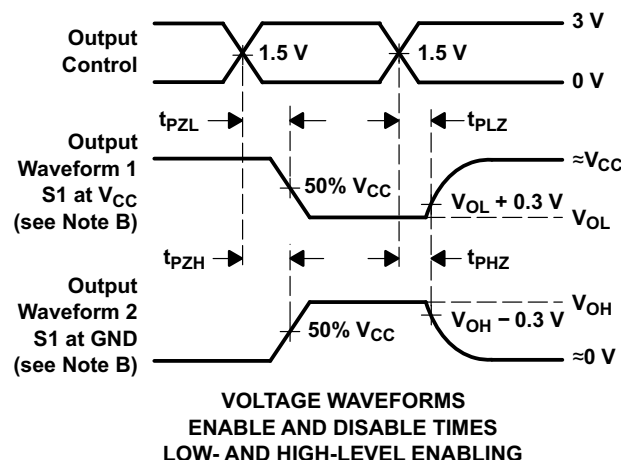 Output
Control
3 V
1.5 V
1.5 V
0 V
tPZL
tPLZ
Output
Waveform 1
S1 at VCC
(see Note B)
≈VCC
50% VCC
VOL + 0.3 V
VOL
tPZH
tPHZ
Output
Waveform 2
S1 at GND
(see Note B)
VOH
50% VCC
VOH − 0.3 V
≈0 V
VOLTAGE WAVEFORMS
ENABLE AND DISABLE TIMES
LOW- AND HIGH-LEVEL ENABLING